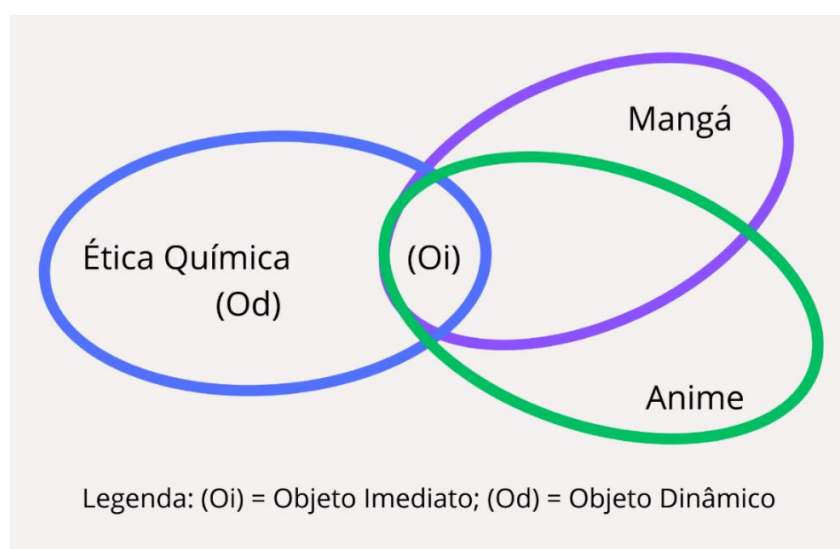 Mangá
Ética Química
(Od)
(Oi)
Anime
Legenda: (Oi) = Objeto Imediato; (Od) = Objeto Dinâmico